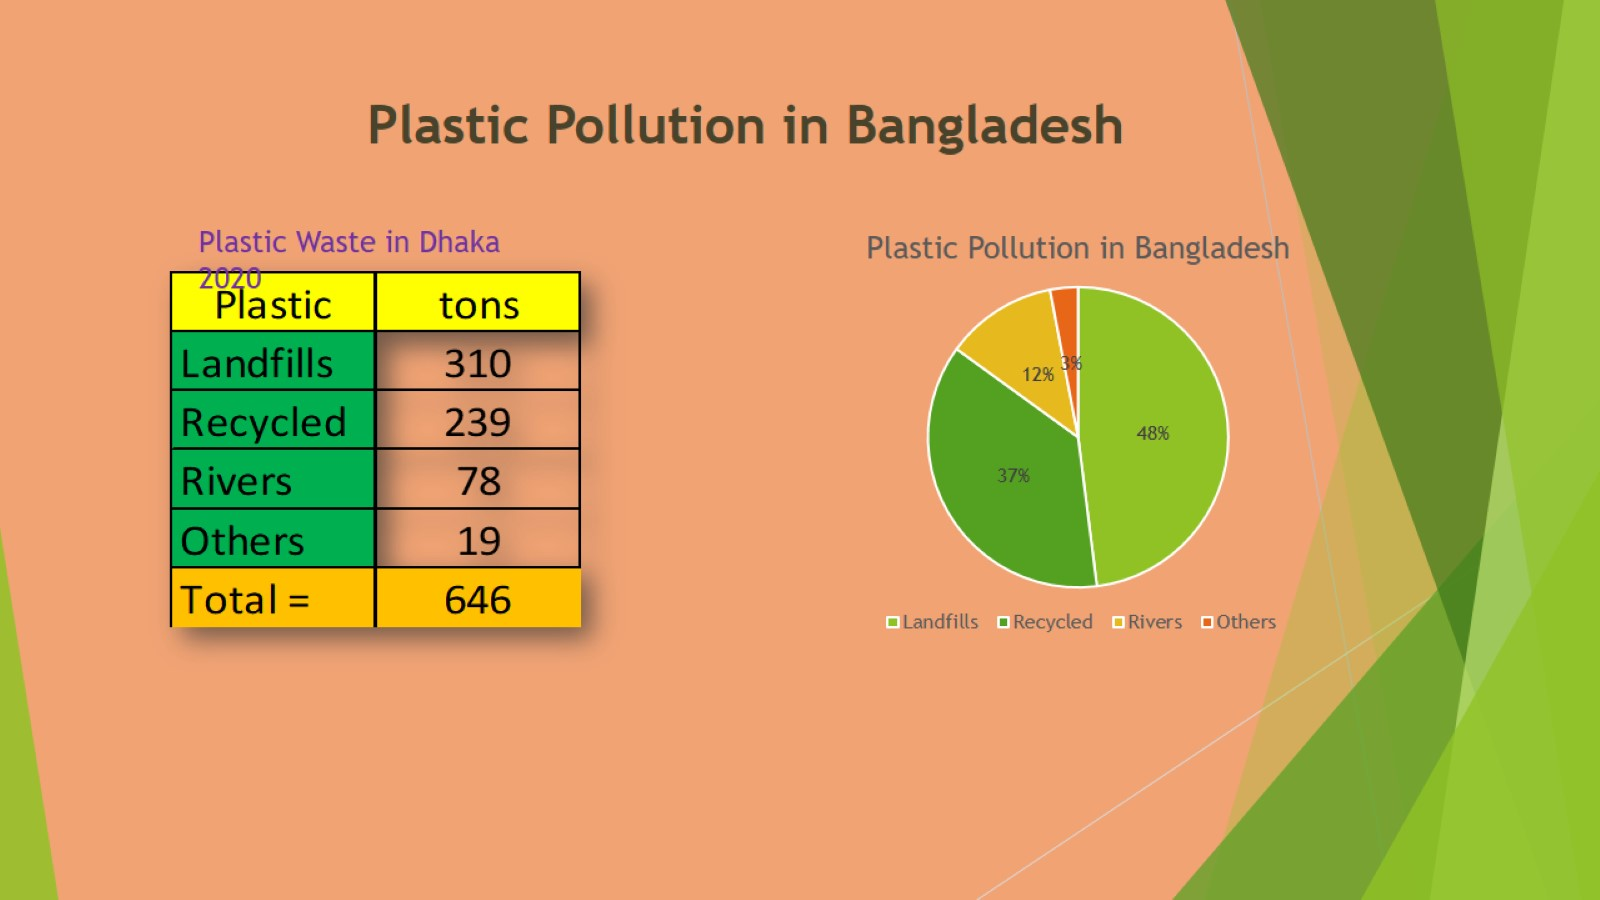 Plastic Pollution in Bangladesh
Plastic Waste in Dhaka
2020
Plastic tons
Landfills 310
Recycled 239
Rivers 78
Others 19
Total = 646
Plastic Pollution in Bangladesh
3%
12%
48%
37%
Landfills Recycled Rivers Others